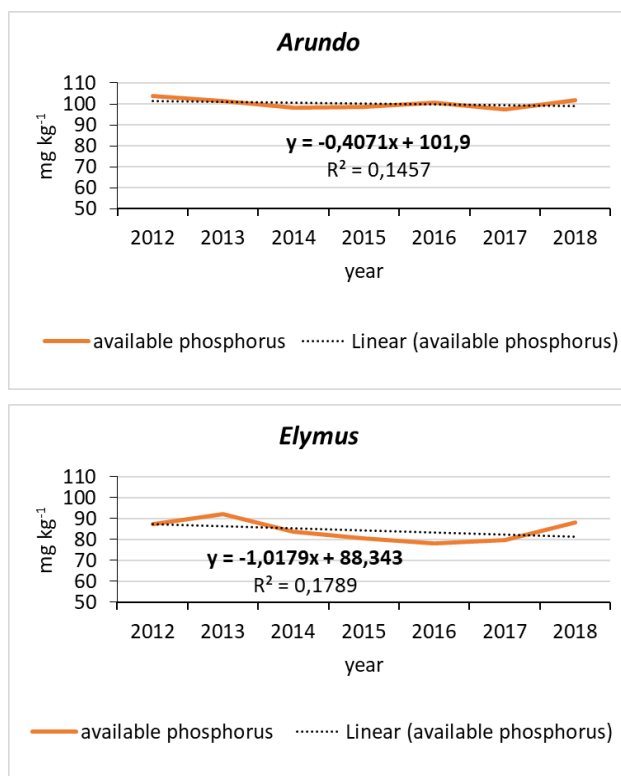 Arundo
110
100
90
80
70
60
50
mg kg⁻¹
y = -0,4071x + 101,9
R² = 0,1457
2012 2013 2014 2015 2016 2017 2018
year
available phosphorus Linear (available phosphorus)
Elymus
110
100
90
80
70
60
50
mg kg⁻¹
y = -1,0179x + 88,343
R² = 0,1789
2012 2013 2014 2015 2016 2017 2018
year
available phosphorus Linear (available phosphorus)